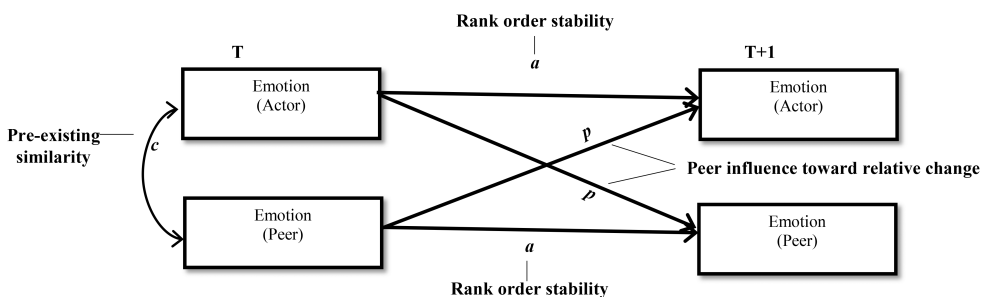 Rank order stability
T
a
T+1
Emotion
(Actor)
Emotion
(Actor)
Pre-existing
similarity
c
p
Peer influence toward relative change
p
Emotion
(Peer)
Emotion
(Peer)
a
Rank order stability